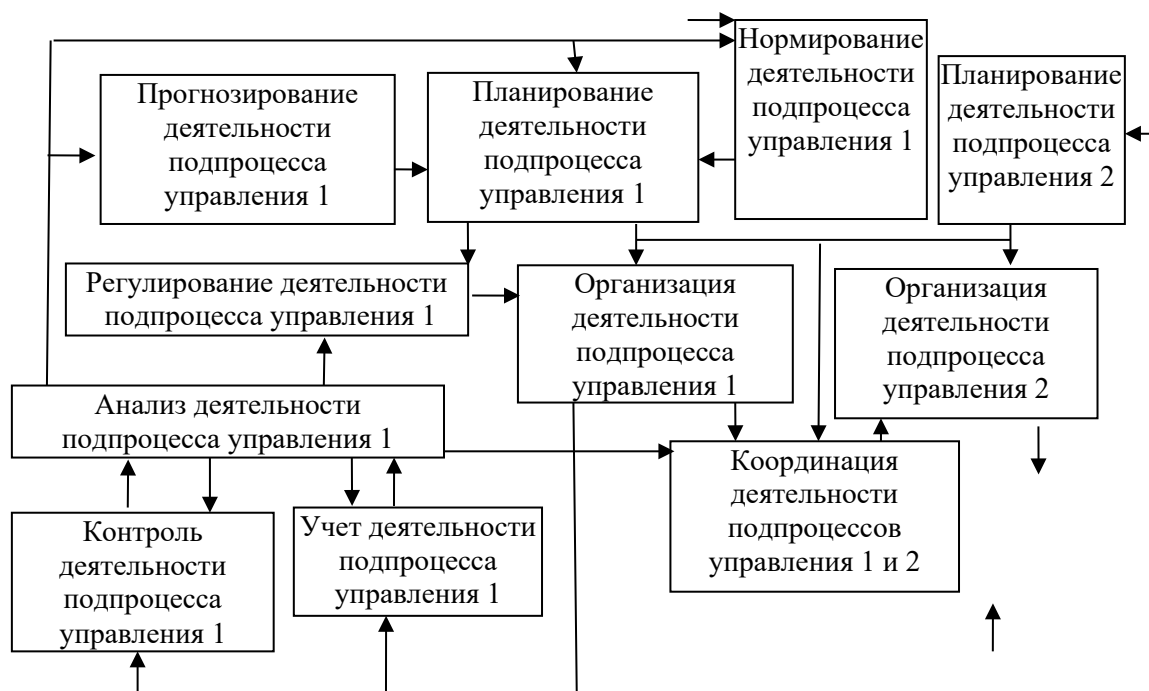 Прогнозирование
деятельности
подпроцесса
управления 1
Планирование
деятельности
подпроцесса
управления 1
Нормирование
деятельности
подпроцесса
управления 1
Планирование
деятельности
подпроцесса
управления 2
Регулирование деятельности
подпроцесса управления 1
Организация
деятельности
подпроцесса
управления 1
Организация
деятельности
подпроцесса
управления 2
Анализ деятельности
подпроцесса управления 1
Контроль
деятельности
подпроцесса
управления 1
Учет деятельности
подпроцесса
управления 1
Координация
деятельности
подпроцессов
управления 1 и 2